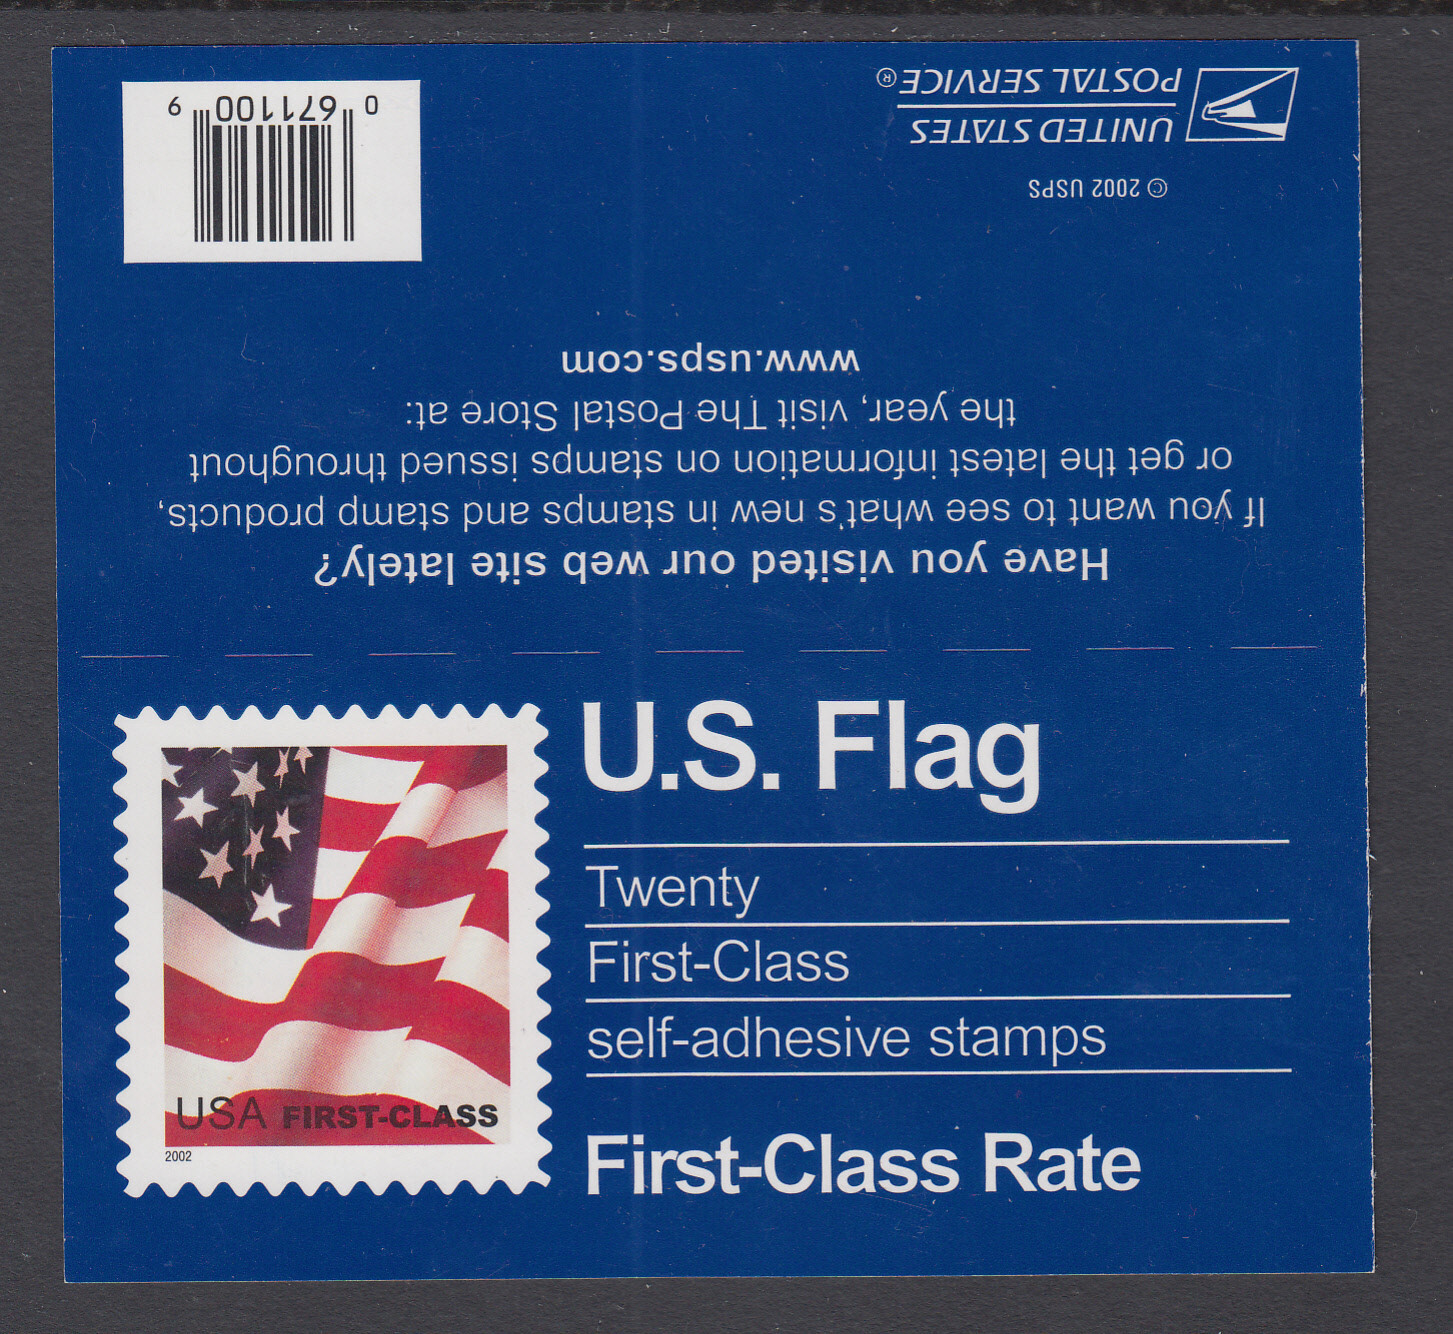 U.S. Flag
Twenty
First-Class
self-adhesive stamps
First-Class Rate
USA FIRST-CLASS
2002
Have you visited our web site lately?
If you want to see what's new in stamps and stamp products,
or get the latest information on stamps issued throughout
the year, visit The Postal Store at:
www.usps.com
© 2002 USPS
UNITED STATES
POSTAL SERVICE®
0 671100 9